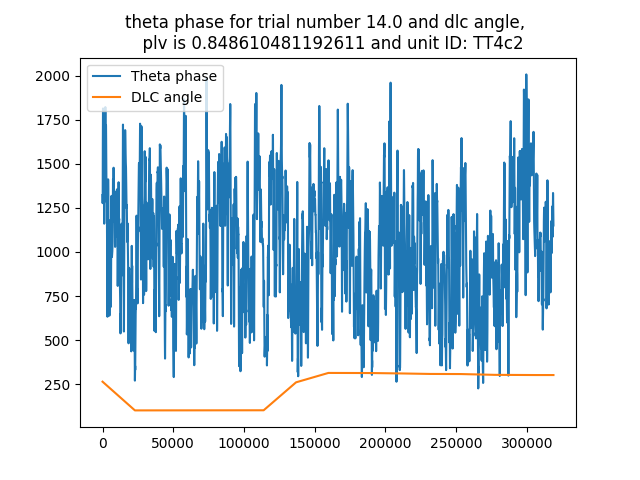 theta phase for trial number 14.0 and dlc angle,
plv is 0.848610481192611 and unit ID: TT4c2
Theta phase
DLC angle
2000
1750
1500
1250
1000
750
500
250
0 50000 100000 150000 200000 250000 300000